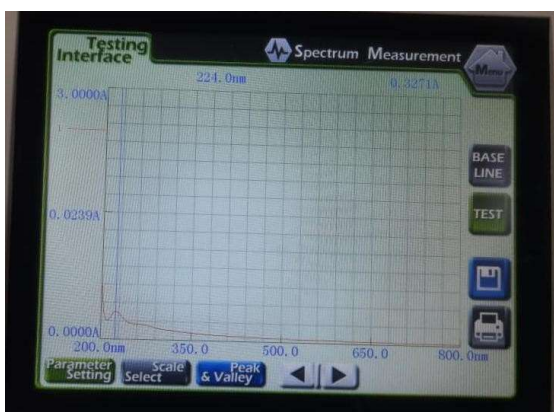 Testing
Interface
Spectrum Measurement
Menu
224.0nm 0.3271A
3.0000A
1
BASE
LINE
0.0239A
TEST
0.0000A
200.0nm 350.0 500.0 650.0 800.0nm
Parameter
Setting
Scale
Select
Peak
& Valley